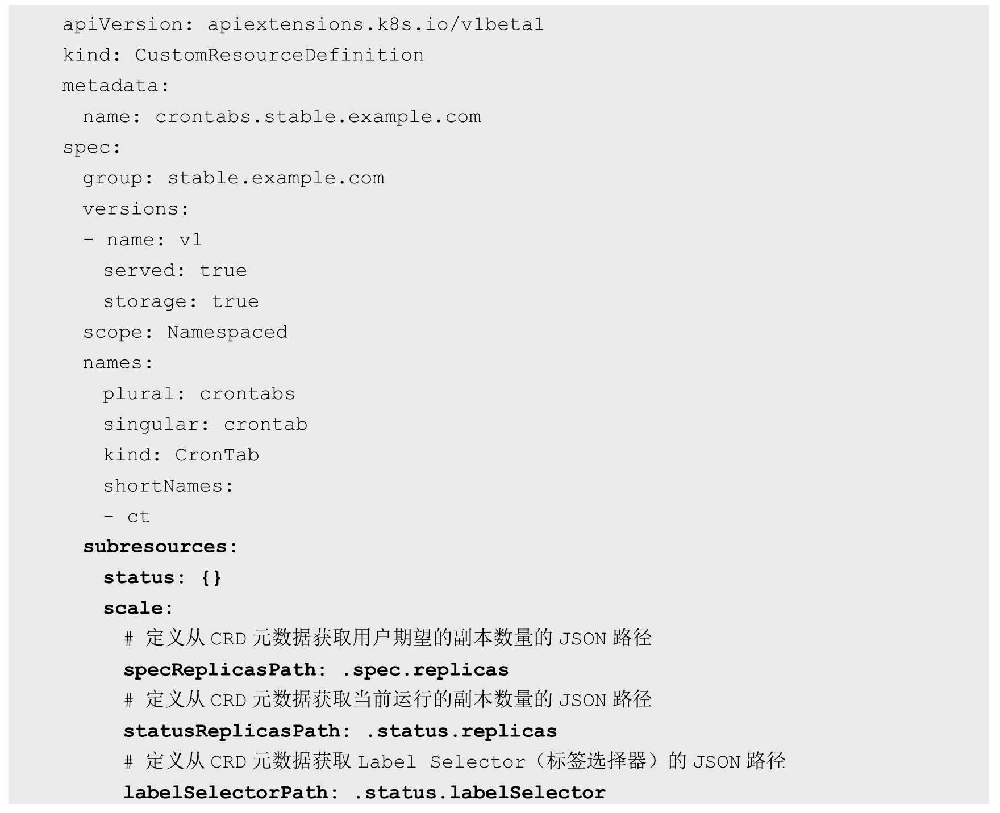 apiVersion: apiextensions.k8s.io/v1beta1
kind: CustomResourceDefinition
metadata:
  name: crontabs.stable.example.com
spec:
  group: stable.example.com
  versions:
  - name: v1
    served: true
    storage: true
  scope: Namespaced
  names:
    plural: crontabs
    singular: crontab
    kind: CronTab
    shortNames:
    - ct
  subresources:
    status: {}
    scale:
      # 定义从 CRD 元数据获取用户期望的副本数量的 JSON 路径
      specReplicasPath: .spec.replicas
      # 定义从 CRD 元数据获取当前运行的副本数量的 JSON 路径
      statusReplicasPath: .status.replicas
      # 定义从 CRD 元数据获取 Label Selector（标签选择器）的 JSON 路径
      labelSelectorPath: .status.labelSelector